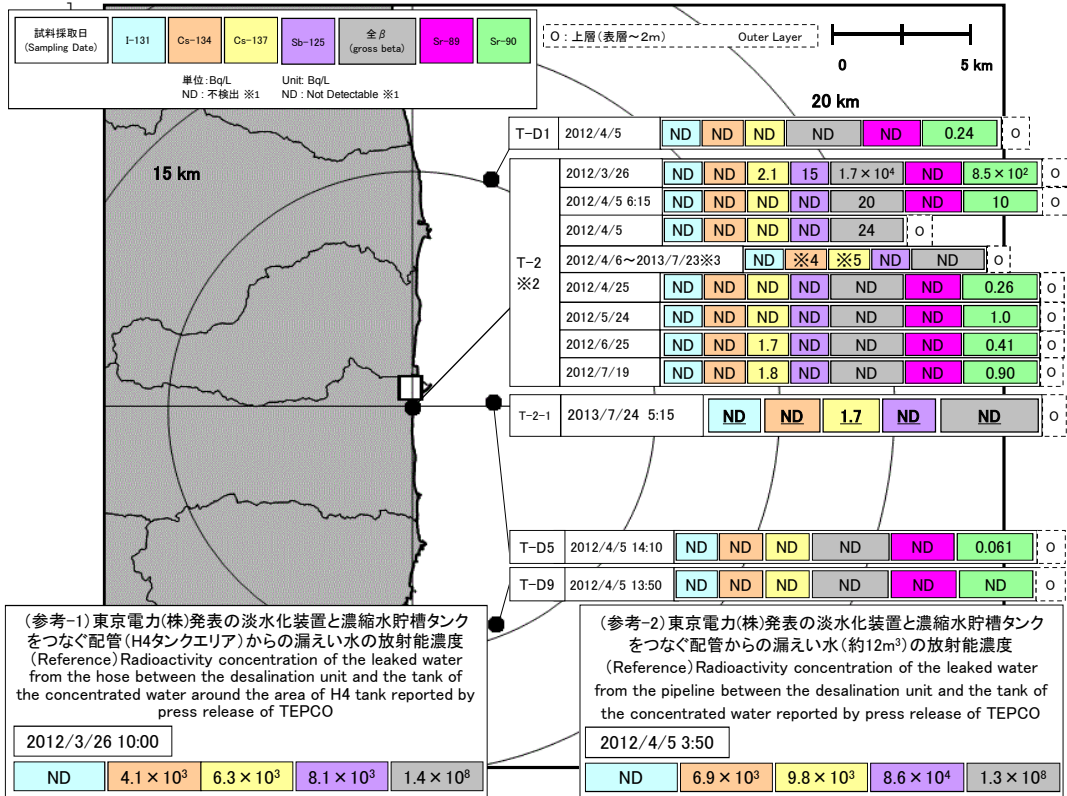 試料採取日
(Sampling Date)
I-131
Cs-134
Cs-137
Sb-125
全β
(gross beta)
Sr-89
Sr-90
単位:Bq/L
Unit: Bq/L
ND : 不検出 ※1
ND : Not Detectable ※1
O : 上層(表層~2m)
Outer Layer
0
5 km
20 km
15 km
T-D1 2012/4/5 ND ND ND ND ND 0.24 O
T-2
※2
2012/3/26 ND ND 2.1 15 1.7×10⁴ ND 8.5×10² O
2012/4/5 6:15 ND ND ND ND 20 ND 10 O
2012/4/5 ND ND ND ND 24 O
2012/4/6~2013/7/23※3 ND ※4 ※5 ND ND O
2012/4/25 ND ND ND ND ND ND 0.26 O
2012/5/24 ND ND ND ND ND ND 1.0 O
2012/6/25 ND ND 1.7 ND ND ND 0.41 O
2012/7/19 ND ND 1.8 ND ND ND 0.90 O
T-2-1 2013/7/24 5:15 ND ND 1.7 ND ND O
T-D5 2012/4/5 14:10 ND ND ND ND ND 0.061 O
T-D9 2012/4/5 13:50 ND ND ND ND ND ND O
(参考-1)東京電力(株)発表の淡水化装置と濃縮水貯槽タンク
をつなぐ配管(H4タンクエリア)からの漏えい水の放射能濃度
(Reference)Radioactivity concentration of the leaked water
from the hose between the desalination unit and the tank of
the concentrated water around the area of H4 tank reported by
press release of TEPCO
2012/3/26 10:00
ND 4.1×10³ 6.3×10³ 8.1×10³ 1.4×10⁸
(参考-2)東京電力(株)発表の淡水化装置と濃縮水貯槽タンク
をつなぐ配管からの漏えい水(約12m³)の放射能濃度
(Reference)Radioactivity concentration of the leaked water
from the pipeline between the desalination unit and the tank of
the concentrated water reported by press release of TEPCO
2012/4/5 3:50
ND 6.9×10³ 9.8×10³ 8.6×10⁴ 1.3×10⁸